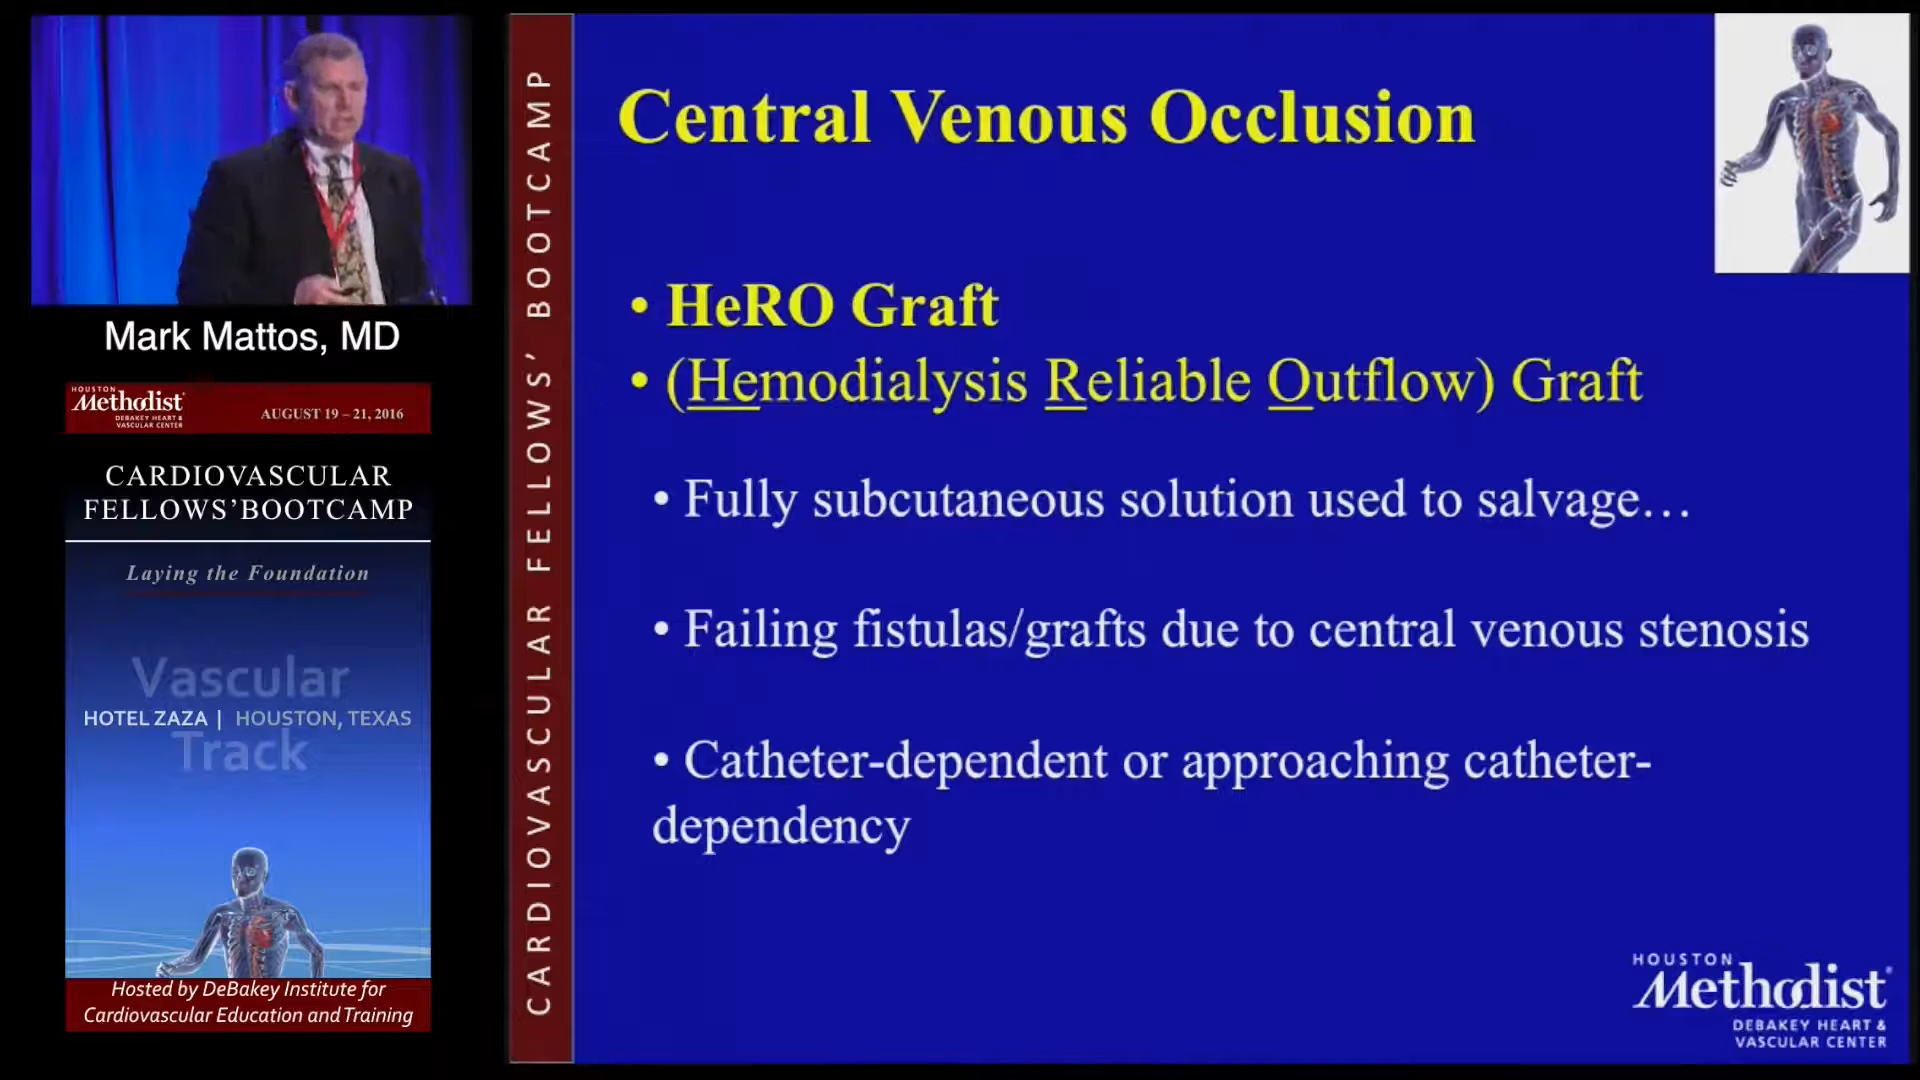 Mark Mattos, MD
HOUSTON
Methodist
DEBAKEY HEART &
VASCULAR CENTER
AUGUST 19 – 21, 2016
CARDIOVASCULAR
FELLOWS'BOOTCAMP
Laying the Foundation
Vascular
HOTEL ZAZA | HOUSTON, TEXAS
Track
Hosted by DeBakey Institute for
Cardiovascular Education and Training
CARDIOVASCULAR FELLOWS' BOOTCAMP
Central Venous Occlusion
• HeRO Graft
• (Hemodialysis Reliable Outflow) Graft
• Fully subcutaneous solution used to salvage…
• Failing fistulas/grafts due to central venous stenosis
• Catheter-dependent or approaching catheter-
dependency
HOUSTON
Methodist
DEBAKEY HEART &
VASCULAR CENTER